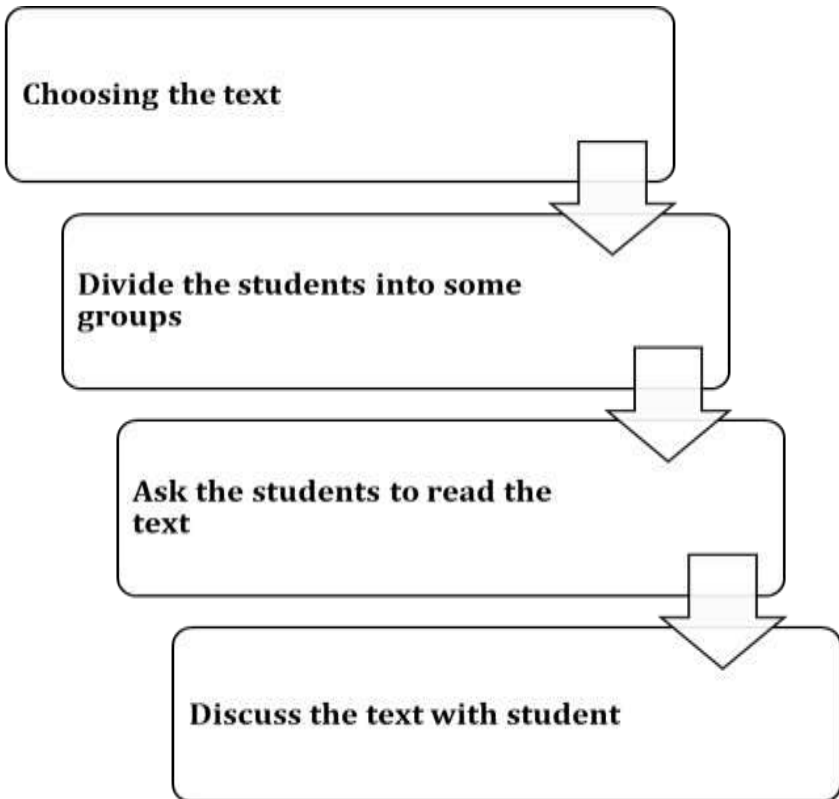 Choosing the text
Divide the students into some
groups
Ask the students to read the
text
Discuss the text with student